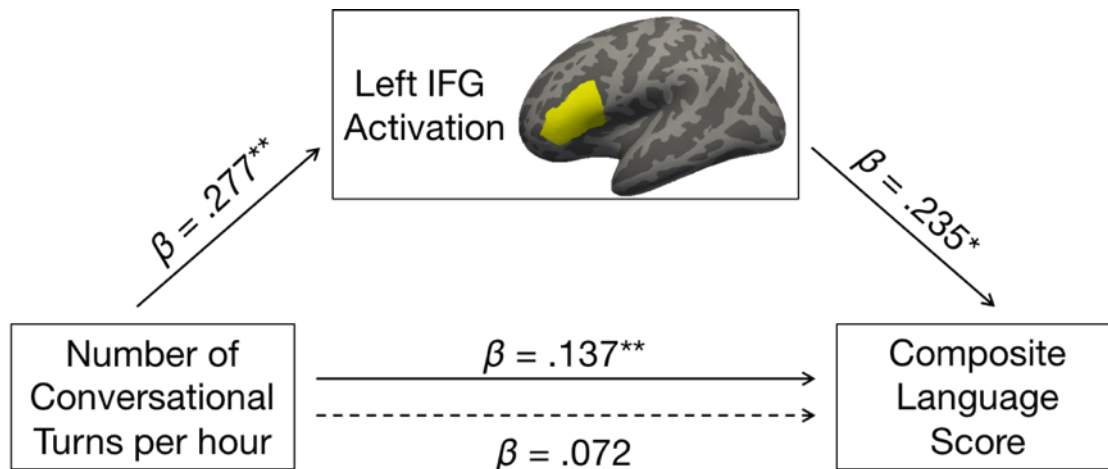 Left IFG
Activation
β = .277**
β = .235*
Number of
Conversational
Turns per hour
β = .137**
β = .072
Composite
Language
Score